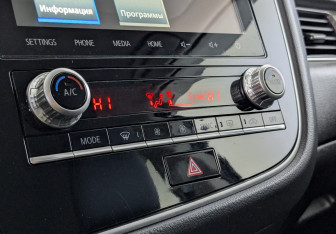 Информация
Программы
SETTINGS PHONE MEDIA HOME
A/C
HI
MODE